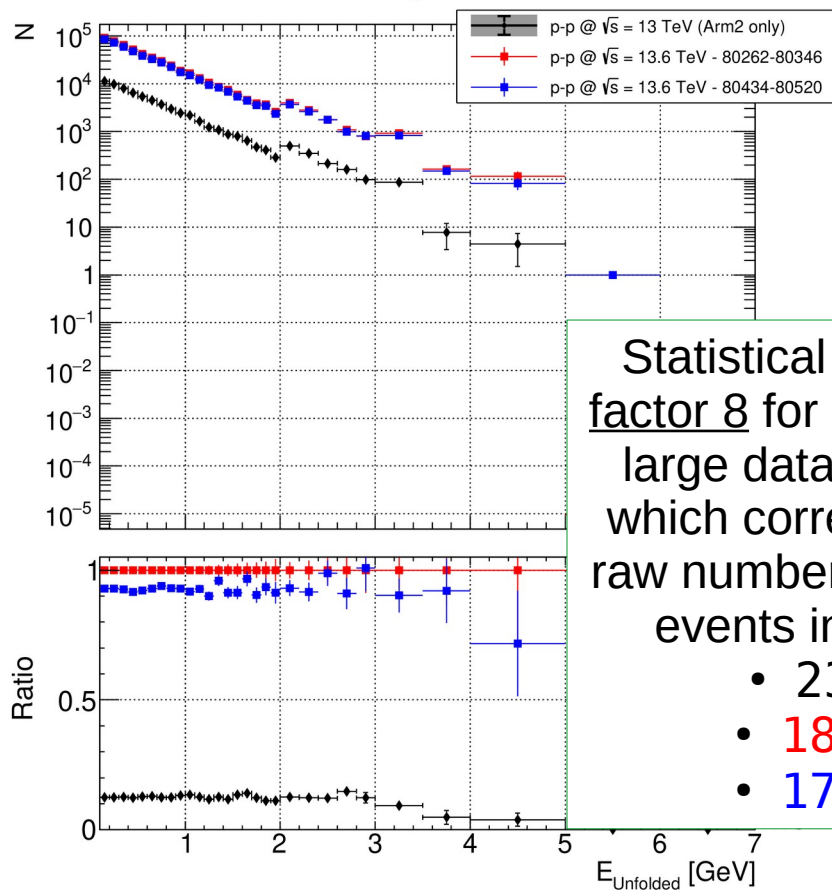 N
p-p @ √s = 13 TeV (Arm2 only)
p-p @ √s = 13.6 TeV - 80262-80346
p-p @ √s = 13.6 TeV - 80434-80520
10⁵
10⁴
10³
10²
10
1
10⁻¹
10⁻²
10⁻³
10⁻⁴
10⁻⁵
Statistical
factor 8 for
large data
which corre
raw number
events in
• 23
• 18
• 17
Ratio
1
0.5
0
1 2 3 4 5 6 7
E_Unfolded [GeV]